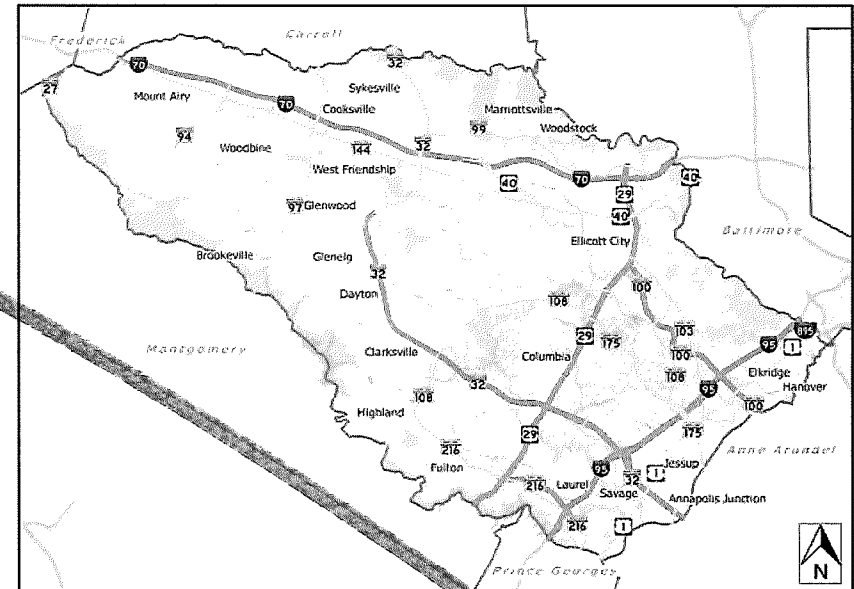 Frederick
Carroll
32
70
27
Mount Airy
Sykesville
70
Cooksville
Marriottsville
99
Woodstock
94
Woodbine
144
32
West Friendship
70
40
29
40
40
97
Glenwood
Ellicott City
Baltimore
Brookeville
Glenelg
32
Dayton
100
108
103
895
Montgomery
29
175
95
1
Clarksville
Columbia
100
Elkridge
108
Hanover
32
95
108
100
Highland
29
175
Anne Arundel
216
Fulton
95
Jessup
1
216
Laurel
32
Savage
Annapolis Junction
216
1
N
Prince Georges